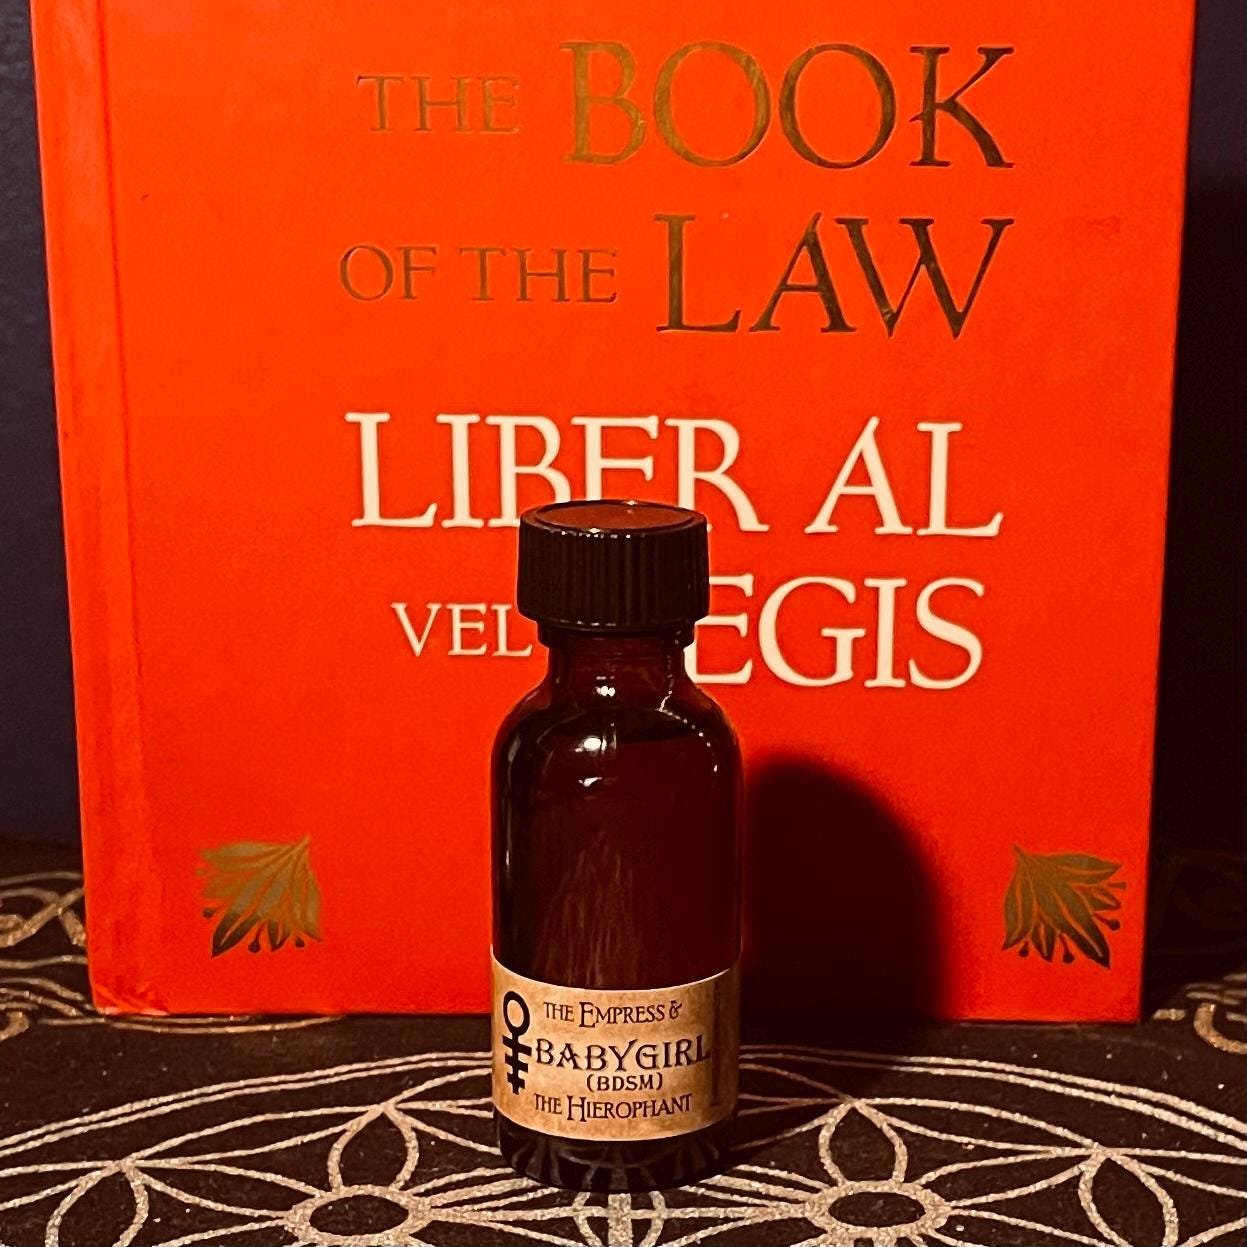 THE BOOK
OF THE LAW
LIBER AL
VEL EGIS
THE EMPRESS &
BABYGIRL
(BDSM)
THE HIEROPHANT